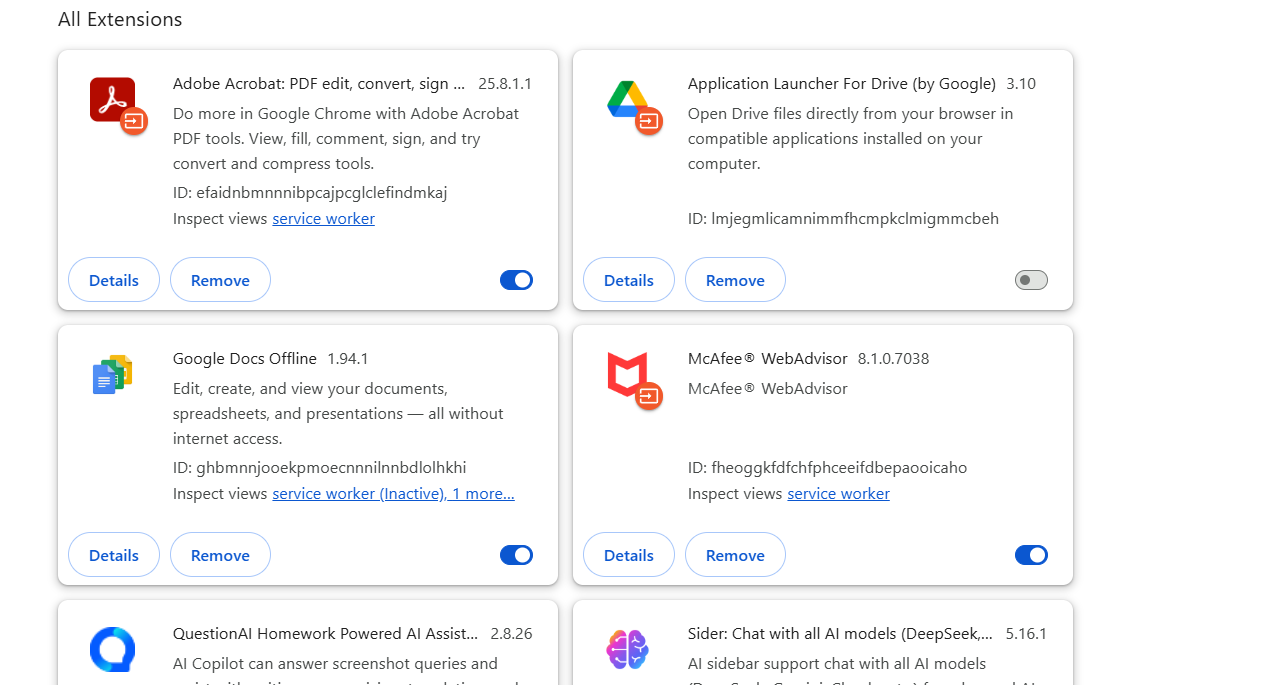 All Extensions
Adobe Acrobat: PDF edit, convert, sign ... 25.8.1.1
Do more in Google Chrome with Adobe Acrobat
PDF tools. View, fill, comment, sign, and try
convert and compress tools.
ID: efaidnbmnnnibpcajpcglclefindmkaj
Inspect views service worker
Details
Remove
Application Launcher For Drive (by Google) 3.10
Open Drive files directly from your browser in
compatible applications installed on your
computer.
ID: lmjegmlicamnimmfhcmpkclmigmmcbeh
Details
Remove
Google Docs Offline 1.94.1
Edit, create, and view your documents,
spreadsheets, and presentations — all without
internet access.
ID: ghbmnnjooekpmoecnnnilnnbdlolhkhi
Inspect views service worker (Inactive), 1 more...
Details
Remove
McAfee® WebAdvisor 8.1.0.7038
McAfee® WebAdvisor
ID: fheoggkfdfchfphceeifdbepaooicaho
Inspect views service worker
Details
Remove
QuestionAI Homework Powered AI Assist... 2.8.26
AI Copilot can answer screenshot queries and
Sider: Chat with all AI models (DeepSeek,... 5.16.1
AI sidebar support chat with all AI models